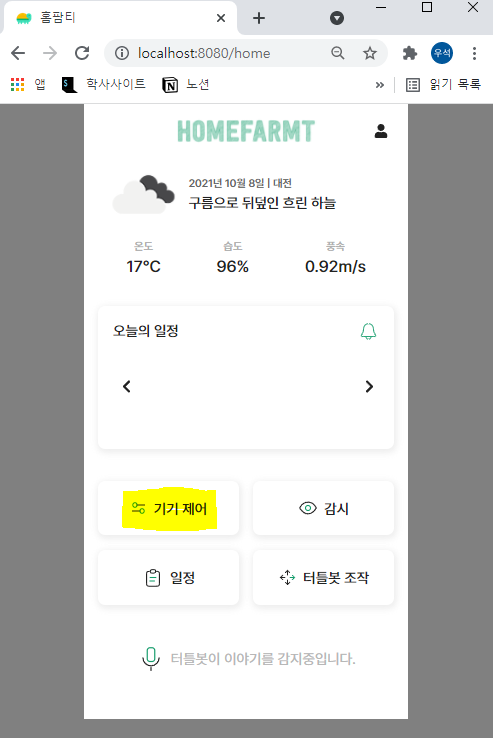 홈팜티
localhost:8080/home
우석
앱 학사사이트 노션 » 읽기 목록
HOMEFARMT
2021년 10월 8일 | 대전
구름으로 뒤덮인 흐린 하늘
온도 습도 풍속
17°C 96% 0.92m/s
오늘의 일정
기기 제어 감시
일정 터틀봇 조작
터틀봇이 이야기를 감지중입니다.